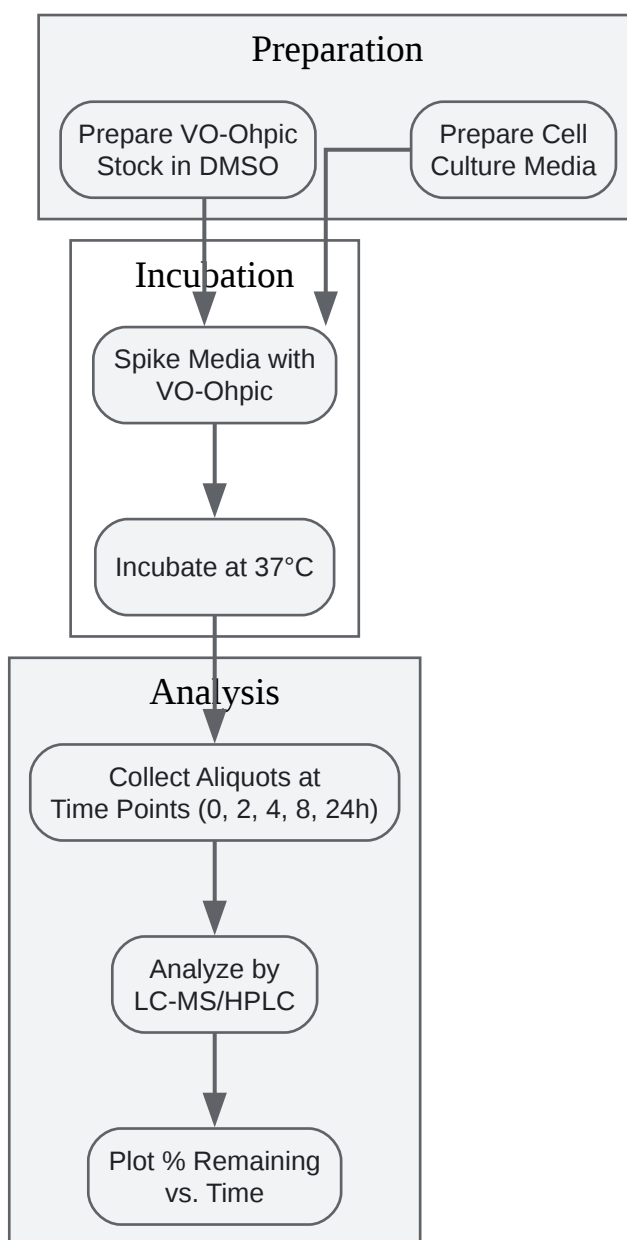 Preparation
Prepare VO-Ohpic
Stock in DMSO
Prepare Cell
Culture Media
Incubation
Spike Media with
VO-Ohpic
Incubate at 37°C
Analysis
Collect Aliquots at
Time Points (0, 2, 4, 8, 24h)
Analyze by
LC-MS/HPLC
Plot % Remaining
vs. Time